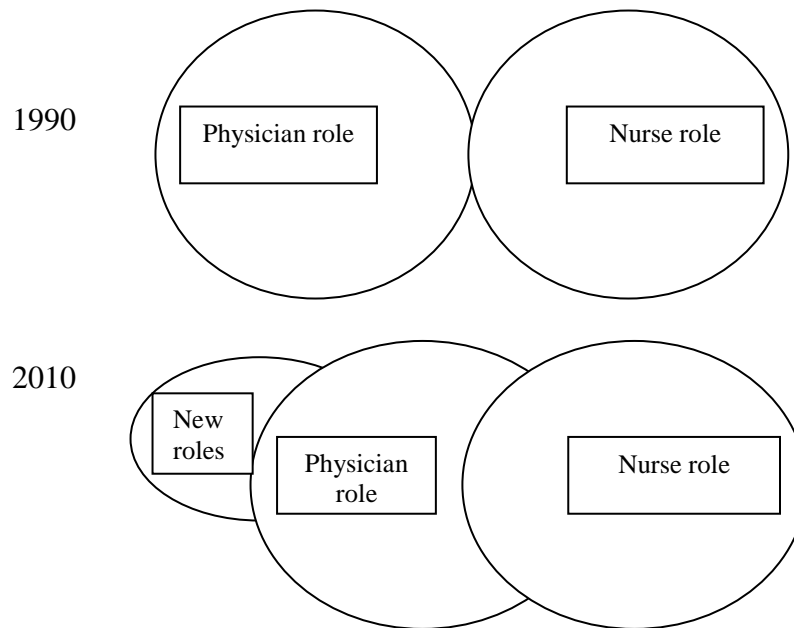 1990
Physician role
Nurse role
2010
New
roles
Physician
role
Nurse role